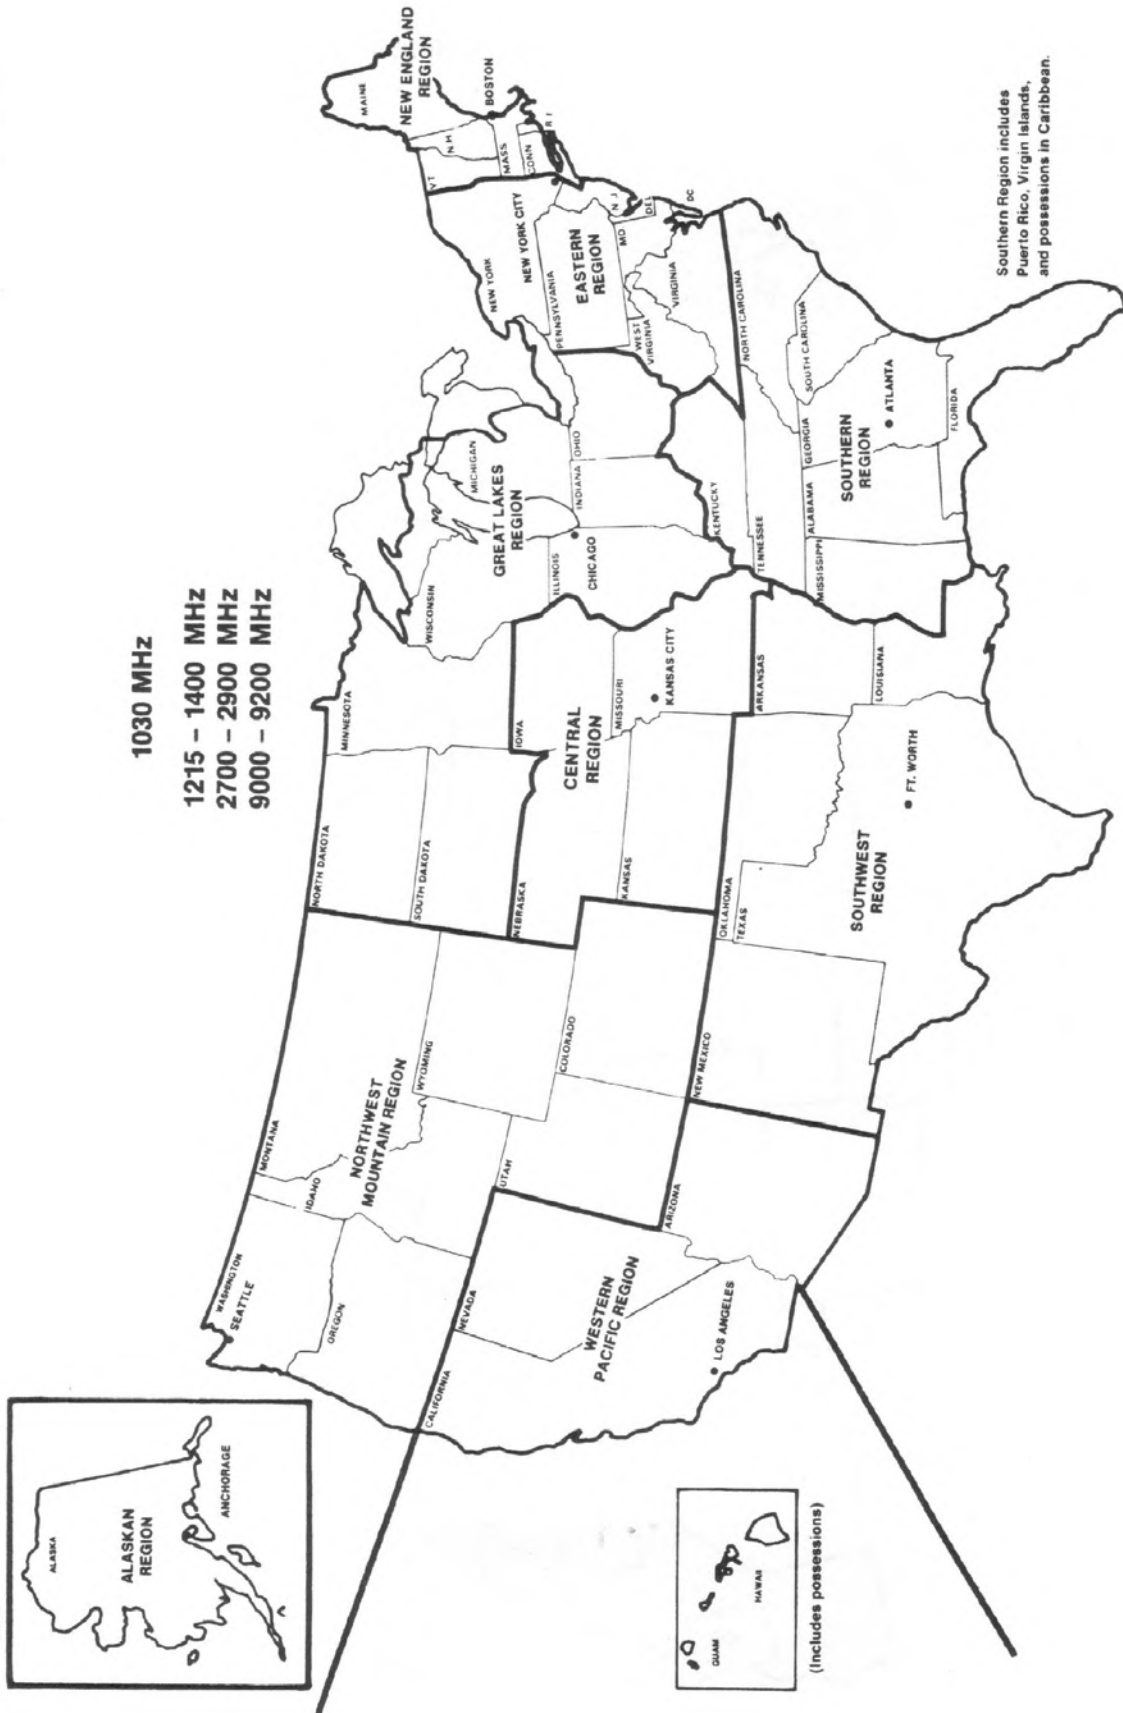 1030 MHz
1215 – 1400 MHz
2700 – 2900 MHz
9000 – 9200 MHz
ALASKA
ALASKAN
REGION
ANCHORAGE
WASHINGTON
SEATTLE
OREGON
IDAHO
MONTANA
NORTHWEST
MOUNTAIN REGION
WYOMING
UTAH
COLORADO
CALIFORNIA
NEVADA
WESTERN
PACIFIC REGION
LOS ANGELES
ARIZONA
GUAM
HAWAII
(Includes possessions)
NORTH DAKOTA
SOUTH DAKOTA
MINNESOTA
WISCONSIN
MICHIGAN
GREAT LAKES
REGION
ILLINOIS
CHICAGO
INDIANA
OHIO
NEBRASKA
IOWA
CENTRAL
REGION
KANSAS
MISSOURI
KANSAS CITY
NEW MEXICO
OKLAHOMA
TEXAS
SOUTHWEST
REGION
FT. WORTH
ARKANSAS
LOUISIANA
KENTUCKY
TENNESSEE
MISSISSIPPI
ALABAMA
GEORGIA
SOUTHERN
REGION
ATLANTA
NORTH CAROLINA
SOUTH CAROLINA
FLORIDA
MAINE
NEW ENGLAND
REGION
VT
N.H.
BOSTON
MASS
CONN
R I
NEW YORK
NEW YORK CITY
PENNSYLVANIA
EASTERN
REGION
N J
DEL
MD
DC
WEST
VIRGINIA
VIRGINIA
Southern Region includes
Puerto Rico, Virgin Islands,
and possessions in Caribbean.